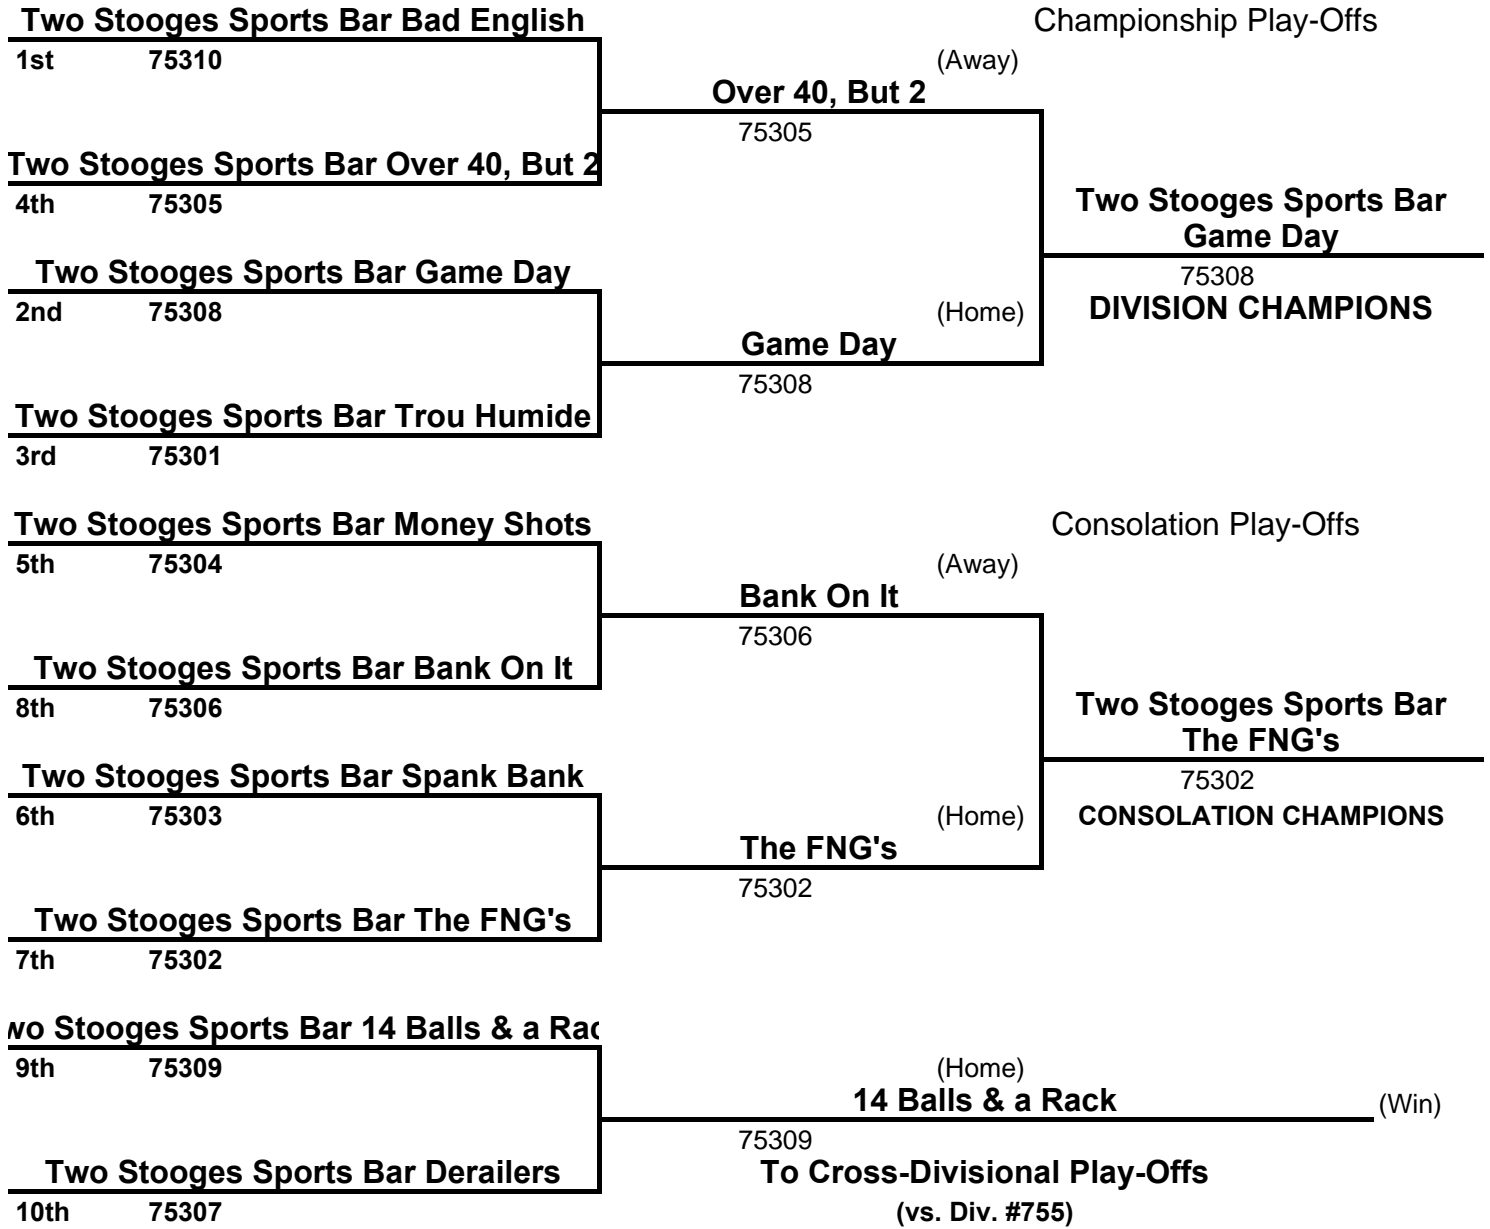 Two Stooges Sports Bar Bad English
Championship Play-Offs
1st 75310
(Away)
Over 40, But 2
75305
Two Stooges Sports Bar Over 40, But 2
4th 75305
Two Stooges Sports Bar
Game Day
75308
DIVISION CHAMPIONS
Two Stooges Sports Bar Game Day
2nd 75308
(Home)
Game Day
75308
Two Stooges Sports Bar Trou Humide
3rd 75301
Two Stooges Sports Bar Money Shots
Consolation Play-Offs
5th 75304
(Away)
Bank On It
75306
Two Stooges Sports Bar Bank On It
8th 75306
Two Stooges Sports Bar
The FNG's
75302
CONSOLATION CHAMPIONS
Two Stooges Sports Bar Spank Bank
6th 75303
(Home)
The FNG's
75302
Two Stooges Sports Bar The FNG's
7th 75302
wo Stooges Sports Bar 14 Balls & a Rac
9th 75309
(Home)
14 Balls & a Rack (Win)
75309
Two Stooges Sports Bar Derailers
To Cross-Divisional Play-Offs
10th 75307
(vs. Div. #755)